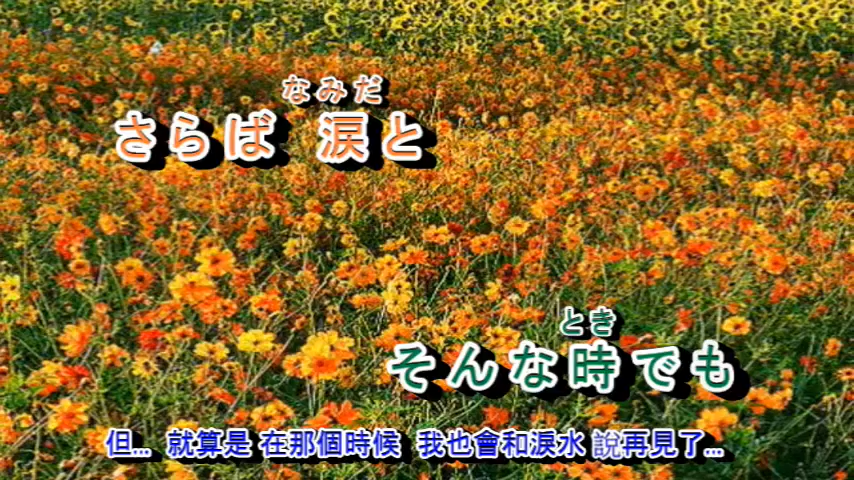 なみだ
さらば 涙と
とき
そんな時でも
但... 就算是 在那個時候 我也會和淚水 說再見了...